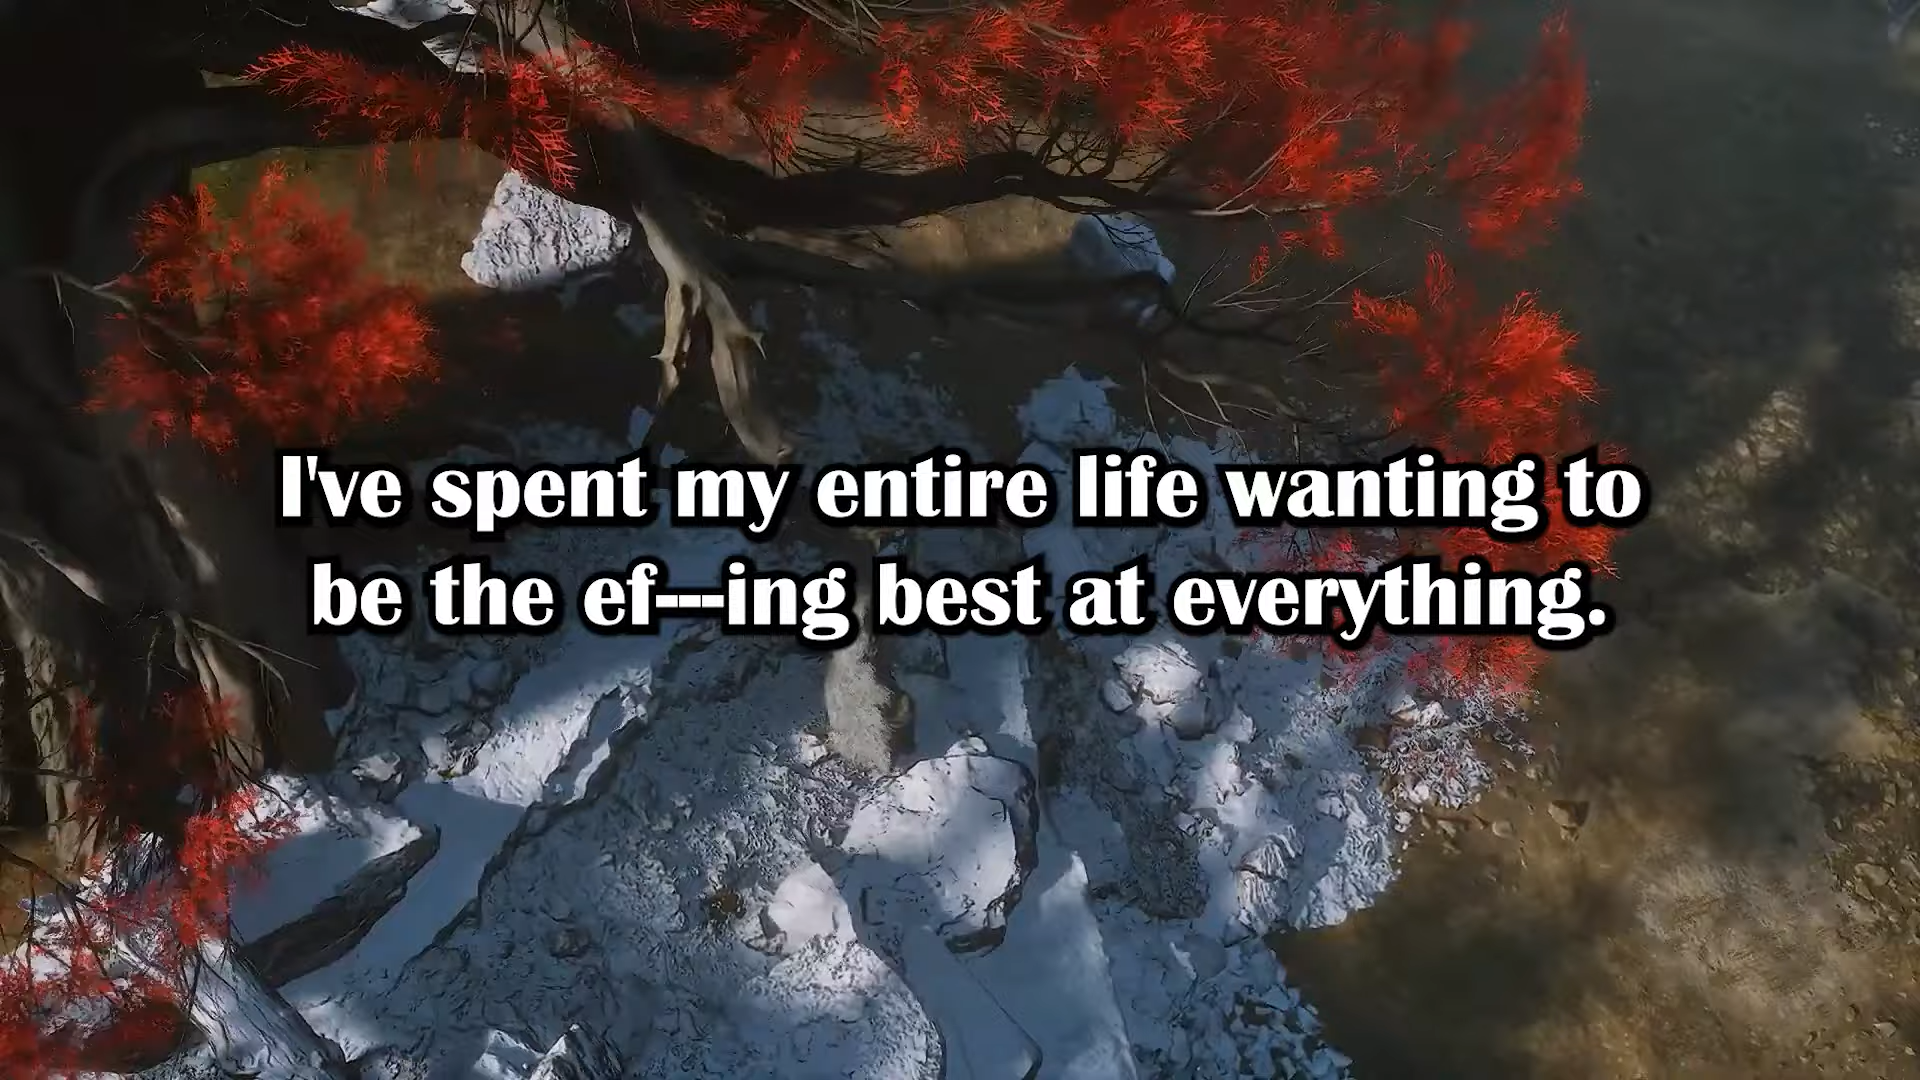 I've spent my entire life wanting to
be the ef---ing best at everything.